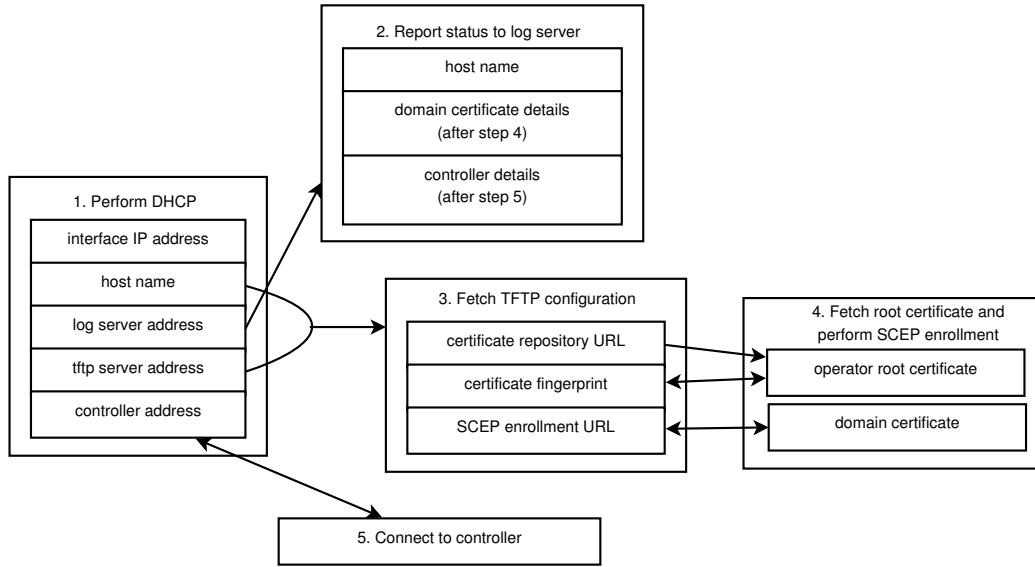 2. Report status to log server
host name
domain certificate details
(after step 4)
controller details
(after step 5)
1. Perform DHCP
interface IP address
host name
log server address
tftp server address
controller address
3. Fetch TFTP configuration
certificate repository URL
certificate fingerprint
SCEP enrollment URL
4. Fetch root certificate and
perform SCEP enrollment
operator root certificate
domain certificate
5. Connect to controller